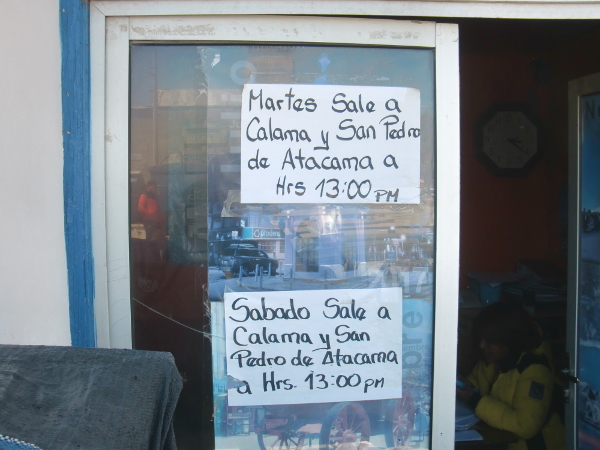 Martes Sale a
Calama y San Pedro
de Atacama a
Hrs 13:00 PM
Sabado Sale a
Calama y San
Pedro de Atacama
a Hrs. 13:00 pm